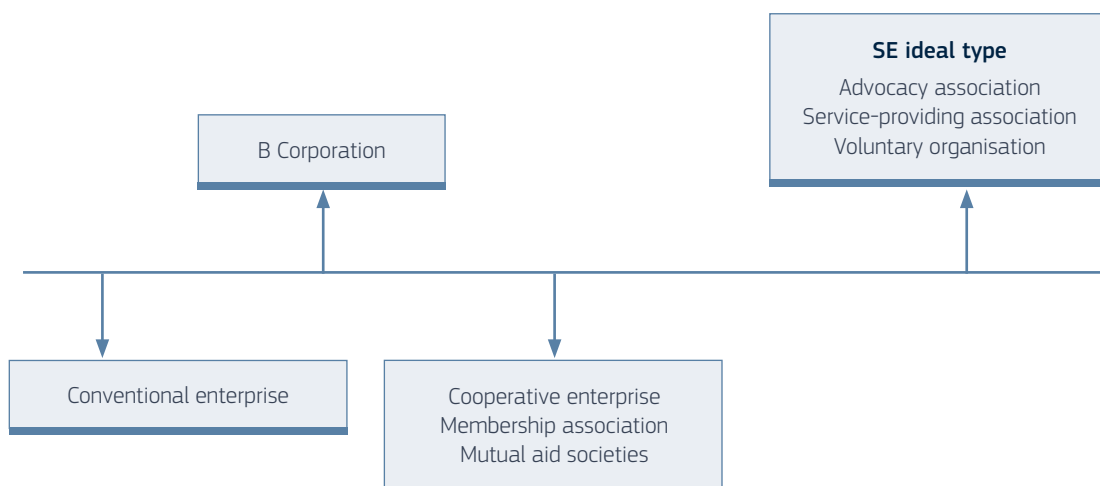 SE ideal type
Advocacy association
Service-providing association
Voluntary organisation
B Corporation
Conventional enterprise
Cooperative enterprise
Membership association
Mutual aid societies